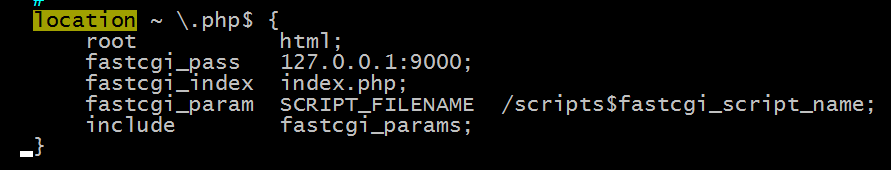 #
location ~ \.php$ {
root html;
fastcgi_pass 127.0.0.1:9000;
fastcgi_index index.php;
fastcgi_param SCRIPT_FILENAME /scripts$fastcgi_script_name;
include fastcgi_params;
}